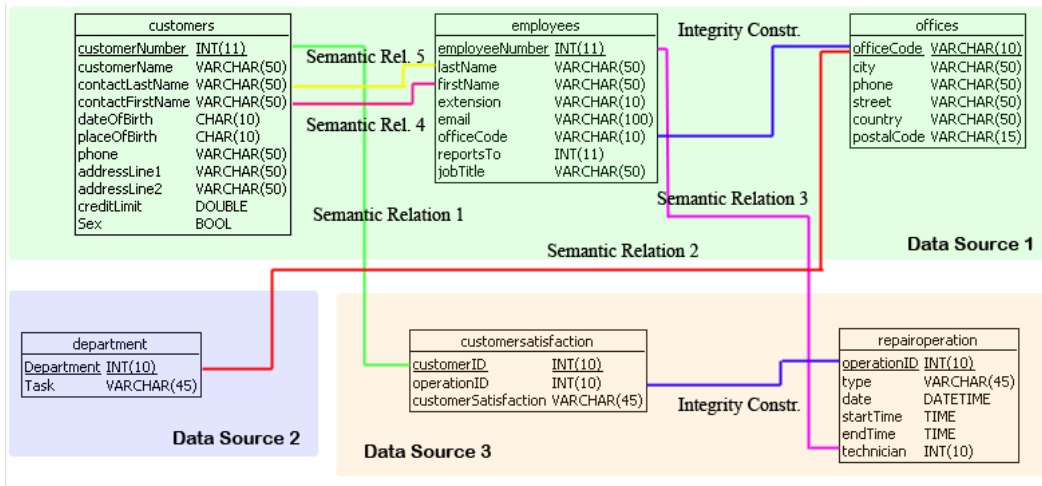 customers
customerNumber INT(11)
customerName VARCHAR(50)
contactLastName VARCHAR(50)
contactFirstName VARCHAR(50)
dateOfBirth CHAR(10)
placeOfBirth CHAR(10)
phone VARCHAR(50)
addressLine1 VARCHAR(50)
addressLine2 VARCHAR(50)
creditLimit DOUBLE
Sex BOOL
Semantic Rel. 5
Semantic Rel. 4
employees
employeeNumber INT(11)
lastName VARCHAR(50)
firstName VARCHAR(50)
extension VARCHAR(10)
email VARCHAR(100)
officeCode VARCHAR(10)
reportsTo INT(11)
jobTitle VARCHAR(50)
Integrity Constr.
offices
officeCode VARCHAR(10)
city VARCHAR(50)
phone VARCHAR(50)
street VARCHAR(50)
country VARCHAR(50)
postalCode VARCHAR(15)
Semantic Relation 1
Semantic Relation 3
Semantic Relation 2
Data Source 1
department
Department INT(10)
Task VARCHAR(45)
Data Source 2
customersatisfaction
customerID INT(10)
operationID INT(10)
customerSatisfaction VARCHAR(45)
Integrity Constr.
repairoperation
operationID INT(10)
type VARCHAR(45)
date DATETIME
startTime TIME
endTime TIME
technician INT(10)
Data Source 3